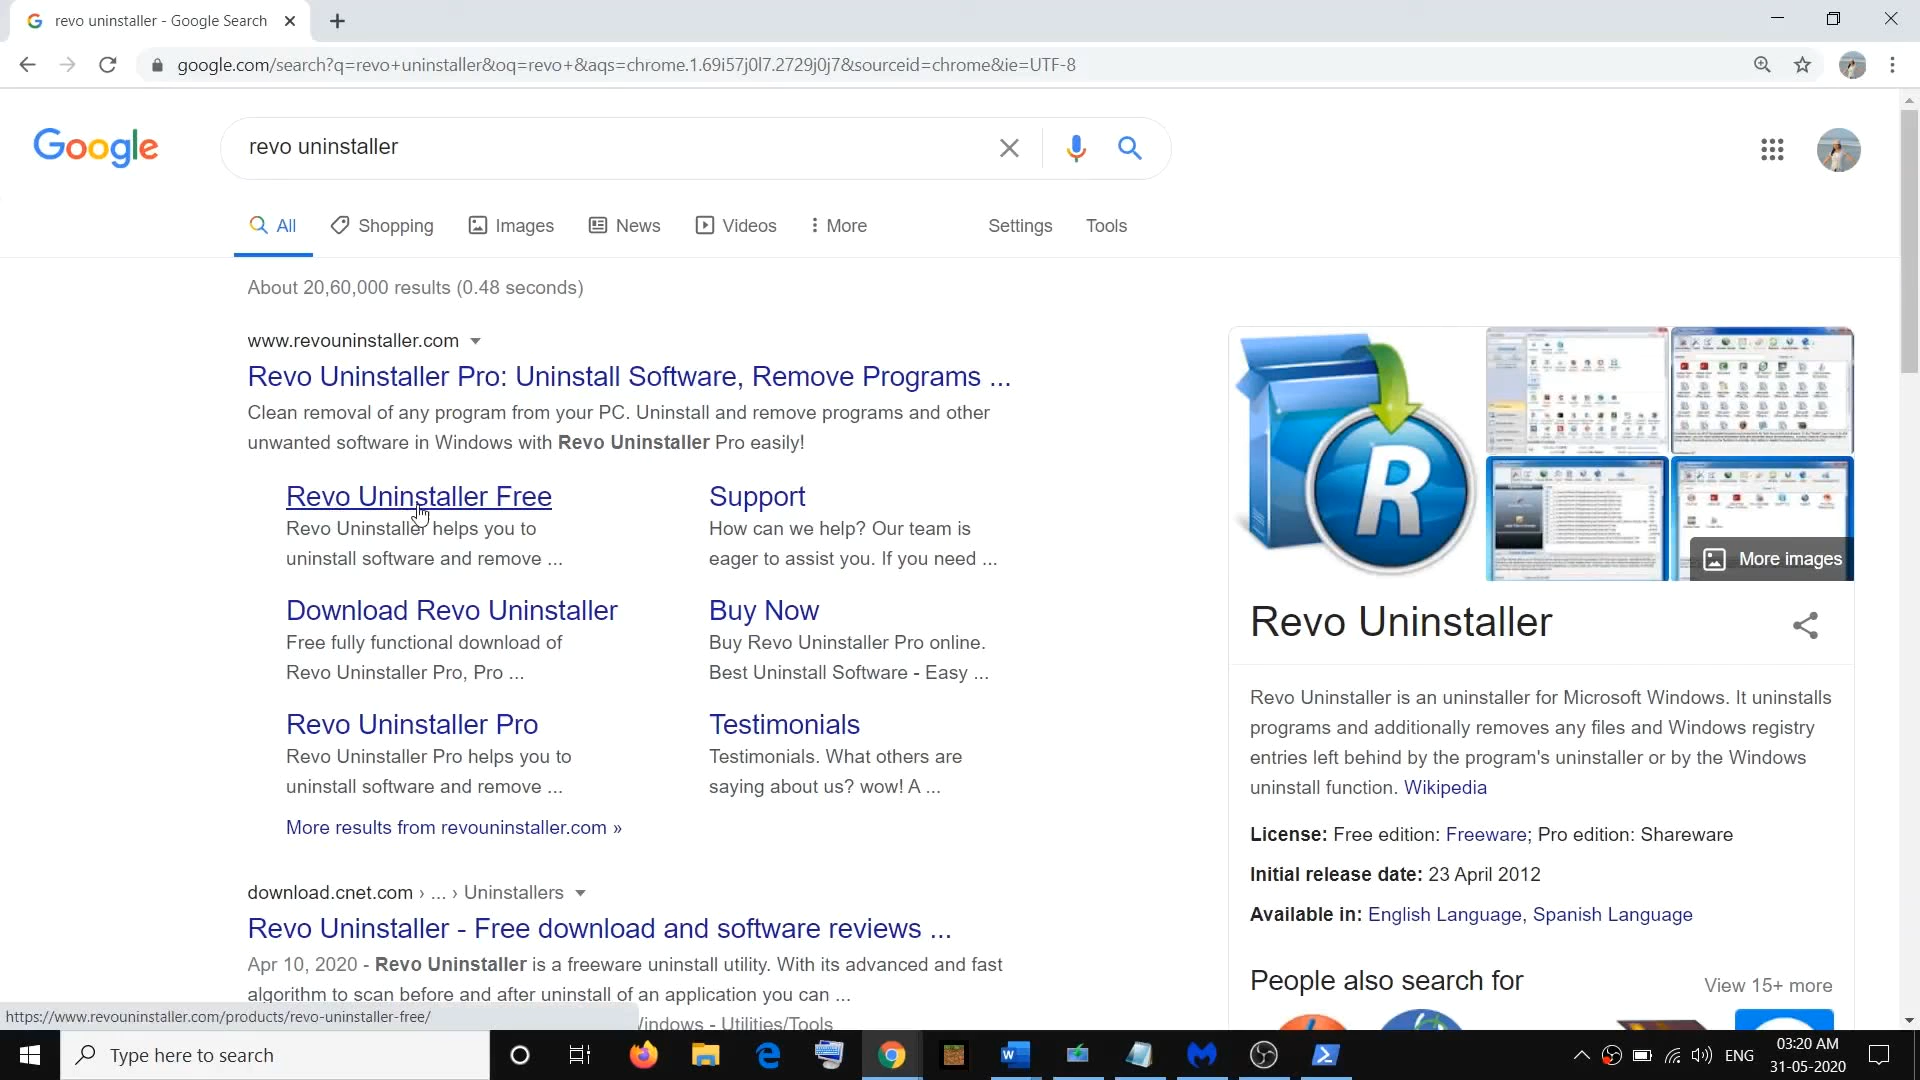 revo uninstaller - Google Search
google.com/search?q=revo+uninstaller&oq=revo+&aqs=chrome.1.69i57j0l7.2729j0j7&sourceid=chrome&ie=UTF-8
Google
revo uninstaller
All
Shopping
Images
News
Videos
More
Settings
Tools
About 20,60,000 results (0.48 seconds)
www.revouninstaller.com
Revo Uninstaller Pro: Uninstall Software, Remove Programs ...
Clean removal of any program from your PC. Uninstall and remove programs and other
unwanted software in Windows with Revo Uninstaller Pro easily!
Revo Uninstaller Free
Revo Uninstaller helps you to
uninstall software and remove ...
Support
How can we help? Our team is
eager to assist you. If you need ...
Download Revo Uninstaller
Free fully functional download of
Revo Uninstaller Pro, Pro ...
Buy Now
Buy Revo Uninstaller Pro online.
Best Uninstall Software - Easy ...
Revo Uninstaller Pro
Revo Uninstaller Pro helps you to
uninstall software and remove ...
Testimonials
Testimonials. What others are
saying about us? wow! A ...
More results from revouninstaller.com »
download.cnet.com › ... › Uninstallers
Revo Uninstaller - Free download and software reviews ...
Apr 10, 2020 - Revo Uninstaller is a freeware uninstall utility. With its advanced and fast
algorithm to scan before and after uninstall of an application you can ...
Windows - Utilities/Tools
R
More images
Revo Uninstaller
Revo Uninstaller is an uninstaller for Microsoft Windows. It uninstalls
programs and additionally removes any files and Windows registry
entries left behind by the program's uninstaller or by the Windows
uninstall function. Wikipedia
License: Free edition: Freeware; Pro edition: Shareware
Initial release date: 23 April 2012
Available in: English Language, Spanish Language
People also search for
View 15+ more
https://www.revouninstaller.com/products/revo-uninstaller-free/
Type here to search
ENG
03:20 AM
31-05-2020